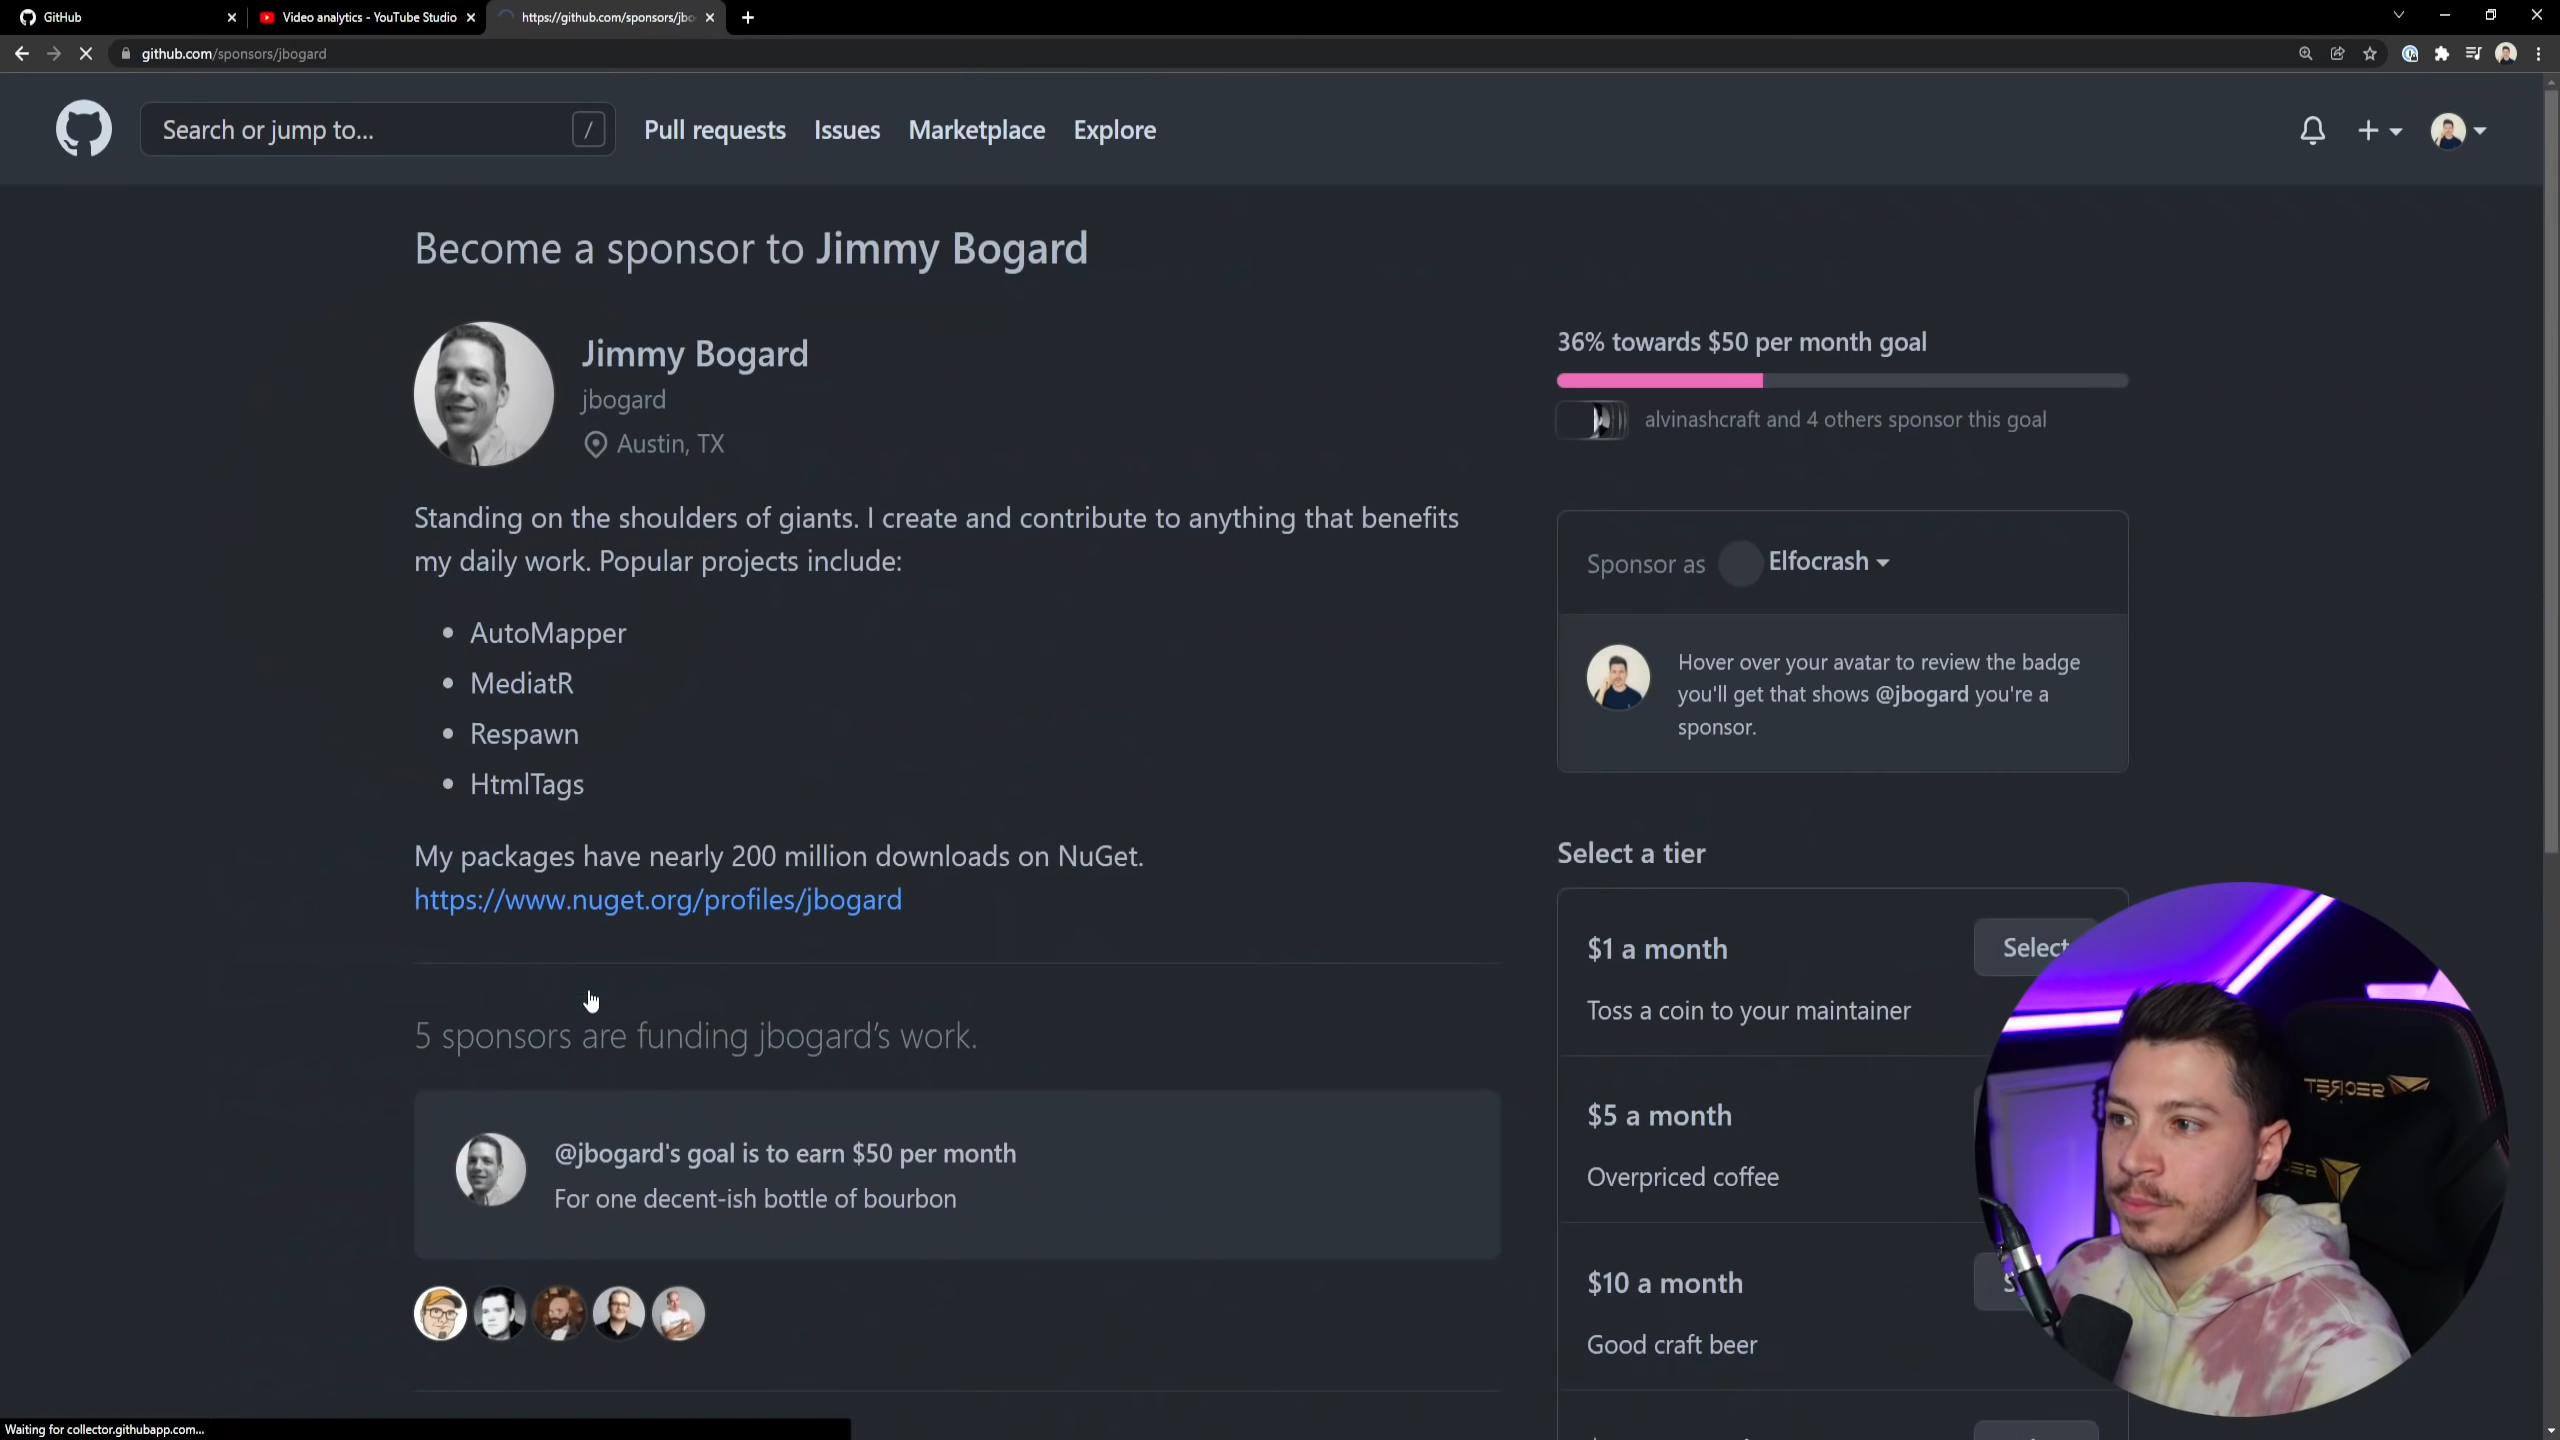 GitHub
Video analytics - YouTube Studio
https://github.com/sponsors/jbo
github.com/sponsors/jbogard
Search or jump to...
/
Pull requests
Issues
Marketplace
Explore
Become a sponsor to Jimmy Bogard
Jimmy Bogard
jbogard
Austin, TX
Standing on the shoulders of giants. I create and contribute to anything that benefits
my daily work. Popular projects include:
• AutoMapper
• MediatR
• Respawn
• HtmlTags
My packages have nearly 200 million downloads on NuGet.
https://www.nuget.org/profiles/jbogard
5 sponsors are funding jbogard's work.
@jbogard's goal is to earn $50 per month
For one decent-ish bottle of bourbon
36% towards $50 per month goal
alvinashcraft and 4 others sponsor this goal
Sponsor as Elfocrash
Hover over your avatar to review the badge
you'll get that shows @jbogard you're a
sponsor.
Select a tier
$1 a month
Select
Toss a coin to your maintainer
$5 a month
Overpriced coffee
$10 a month
Good craft beer
SECRET
Waiting for collector.githubapp.com...